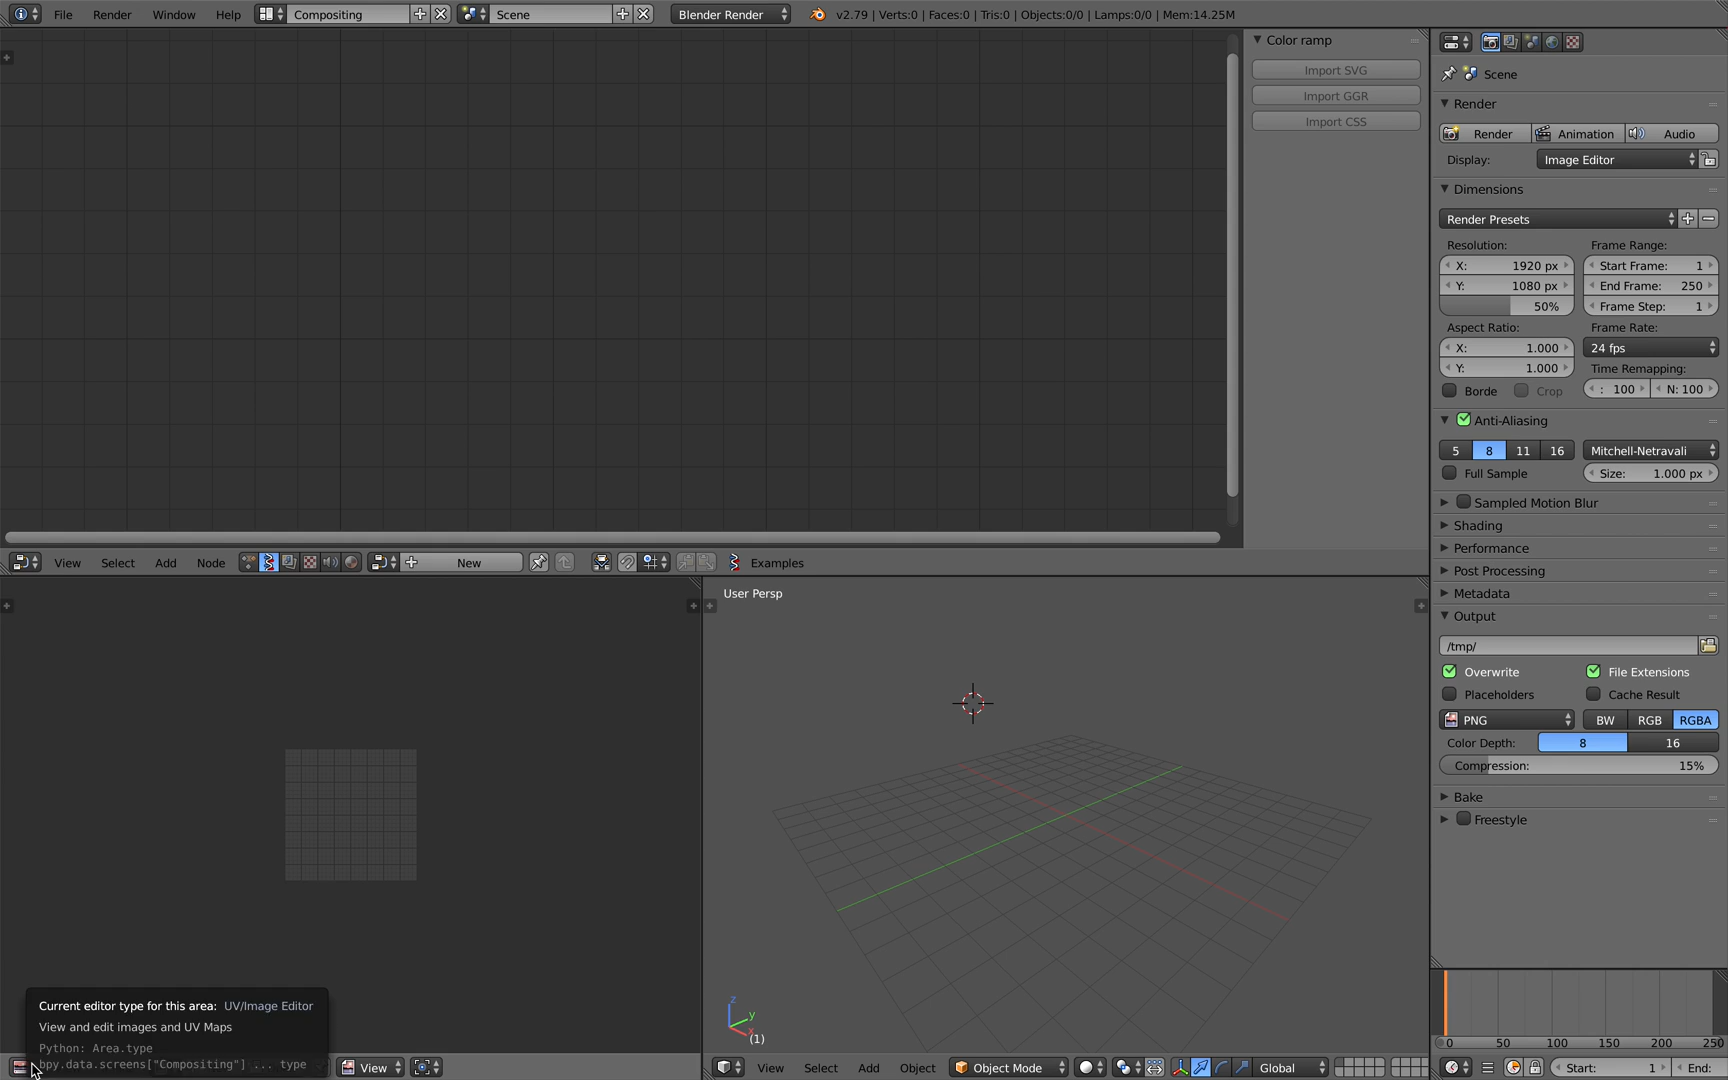 File Render Window Help Compositing Scene Blender Render v2.79 | Verts:0 | Faces:0 | Tris:0 | Objects:0/0 | Lamps:0/0 | Mem:14.25M
Color ramp
Import SVG
Import GGR
Import CSS
View Select Add Node New Examples
User Persp
(1)
z
y
x
Current editor type for this area: UV/Image Editor
View and edit images and UV Maps
Python: Area.type
bpy.data.screens["Compositing"] ... type
View
View Select Add Object Object Mode Global
Scene
Render
Render Animation Audio
Display: Image Editor
Dimensions
Render Presets
Resolution: Frame Range:
X: 1920 px Start Frame: 1
Y: 1080 px End Frame: 250
50% Frame Step: 1
Aspect Ratio: Frame Rate:
X: 1.000 24 fps
Y: 1.000 Time Remapping:
Borde Crop : 100 N: 100
Anti-Aliasing
5 8 11 16 Mitchell-Netravali
Full Sample Size: 1.000 px
Sampled Motion Blur
Shading
Performance
Post Processing
Metadata
Output
/tmp/
Overwrite File Extensions
Placeholders Cache Result
PNG BW RGB RGBA
Color Depth: 8 16
Compression: 15%
Bake
Freestyle
0 50 100 150 200 250
Start: 1 End: